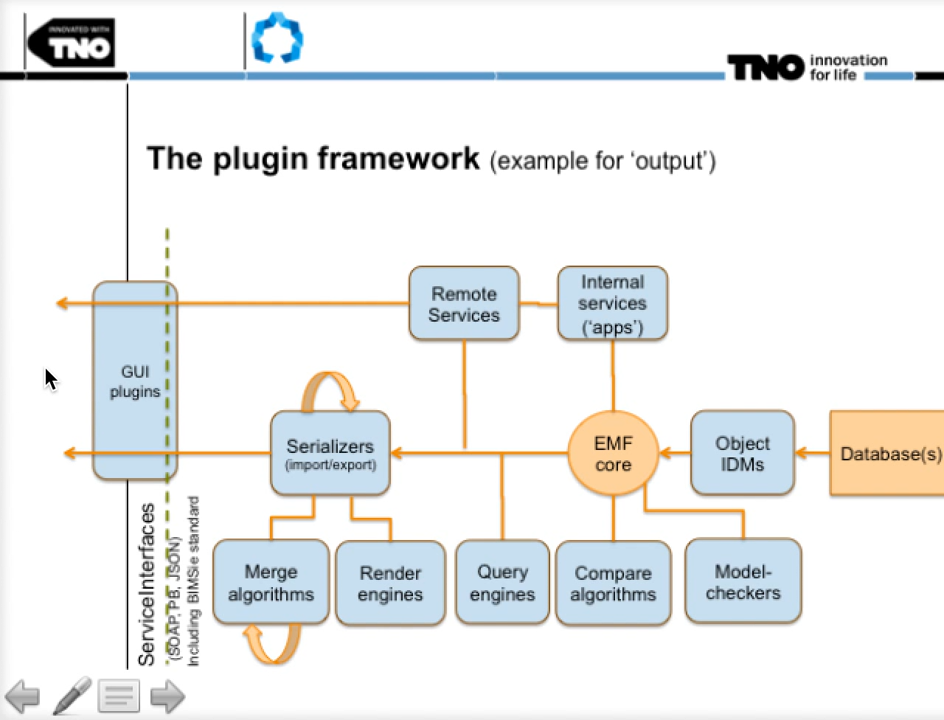 INNOVATED WITH
TNO
TNO innovation
for life
The plugin framework (example for ‘output’)
Remote
Services
Internal
services
(‘apps’)
GUI
plugins
Serializers
(import/export)
EMF
core
Object
IDMs
Database(s)
Merge
algorithms
Render
engines
Query
engines
Compare
algorithms
Model-
checkers
ServiceInterfaces
(SOAP, PB, JSON)
Including BIMSie standard